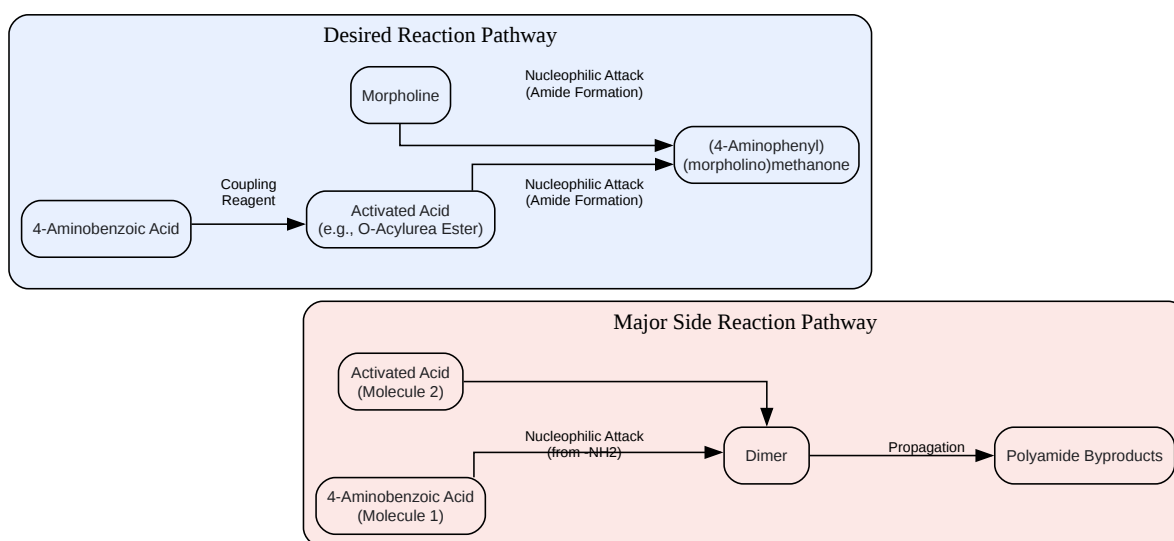 Desired Reaction Pathway
Morpholine
Nucleophilic Attack
(Amide Formation)
(4-Aminophenyl)
(morpholino)methanone
Coupling
Reagent
Nucleophilic Attack
(Amide Formation)
4-Aminobenzoic Acid
Activated Acid
(e.g., O-Acylurea Ester)
Major Side Reaction Pathway
Activated Acid
(Molecule 2)
Nucleophilic Attack
(from -NH2)
Dimer
Propagation
Polyamide Byproducts
4-Aminobenzoic Acid
(Molecule 1)